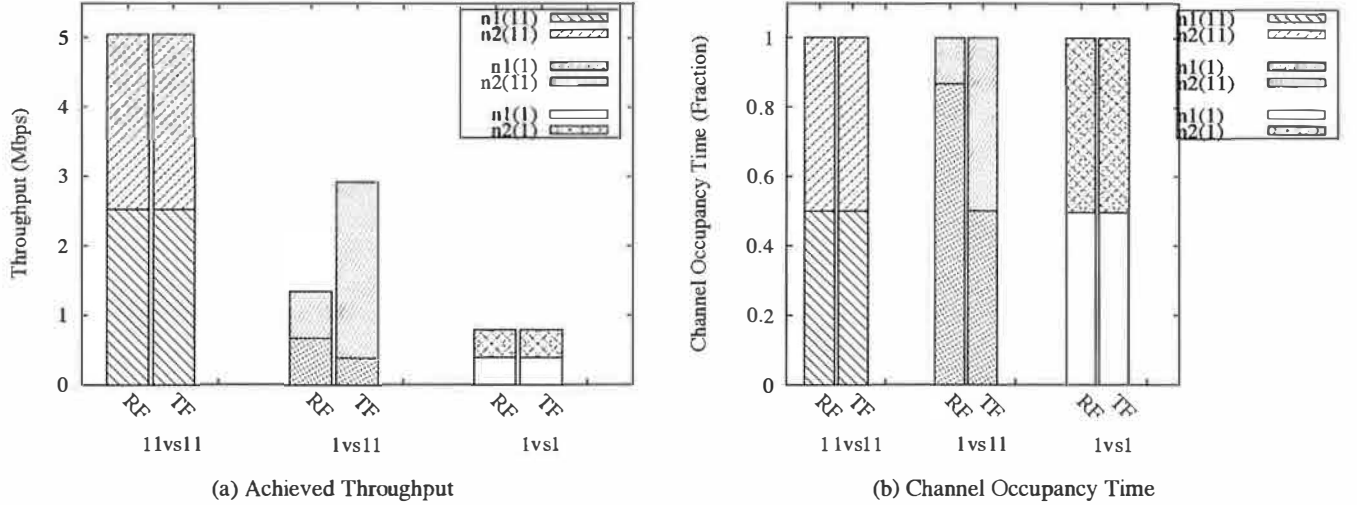 Throughput (Mbps)
5
4
3
2
1
0
n1(11)
n2(11)
n1(1)
n2(11)
n1(1)
n2(1)
RF TF RF TF RF TF
11vs11 1vs11 1vs1
(a) Achieved Throughput
Channel Occupancy Time (Fraction)
1
0.8
0.6
0.4
0.2
0
n1(11)
n2(11)
n1(1)
n2(11)
n1(1)
n2(1)
RF TF RF TF RF TF
11vs11 1vs11 1vs1
(b) Channel Occupancy Time